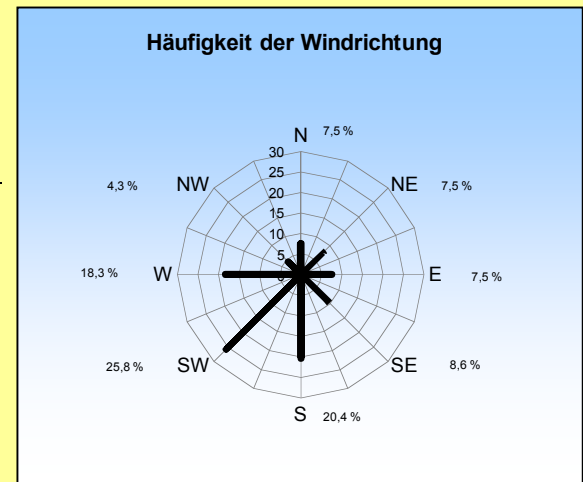 Häufigkeit der Windrichtung
N 7,5 %
30
25
20
15
10
5
0
4,3 % NW
NE 7,5 %
18,3 % W
E 7,5 %
25,8 % SW
SE 8,6 %
S 20,4 %